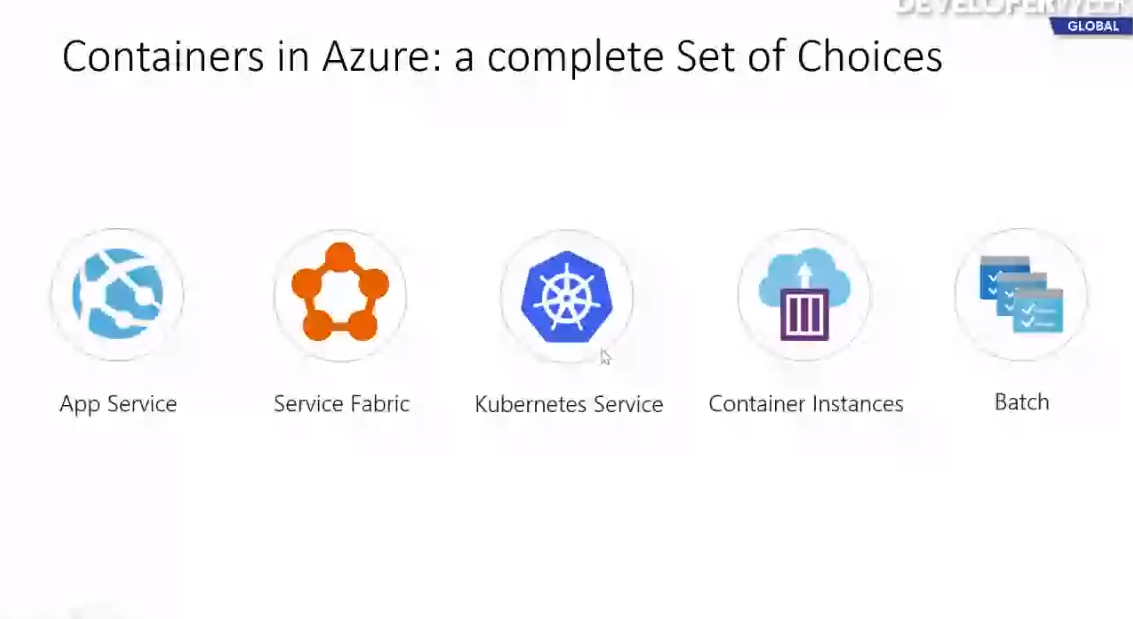 DEVELOPERWEEK
GLOBAL
Containers in Azure: a complete Set of Choices
App Service
Service Fabric
Kubernetes Service
Container Instances
Batch